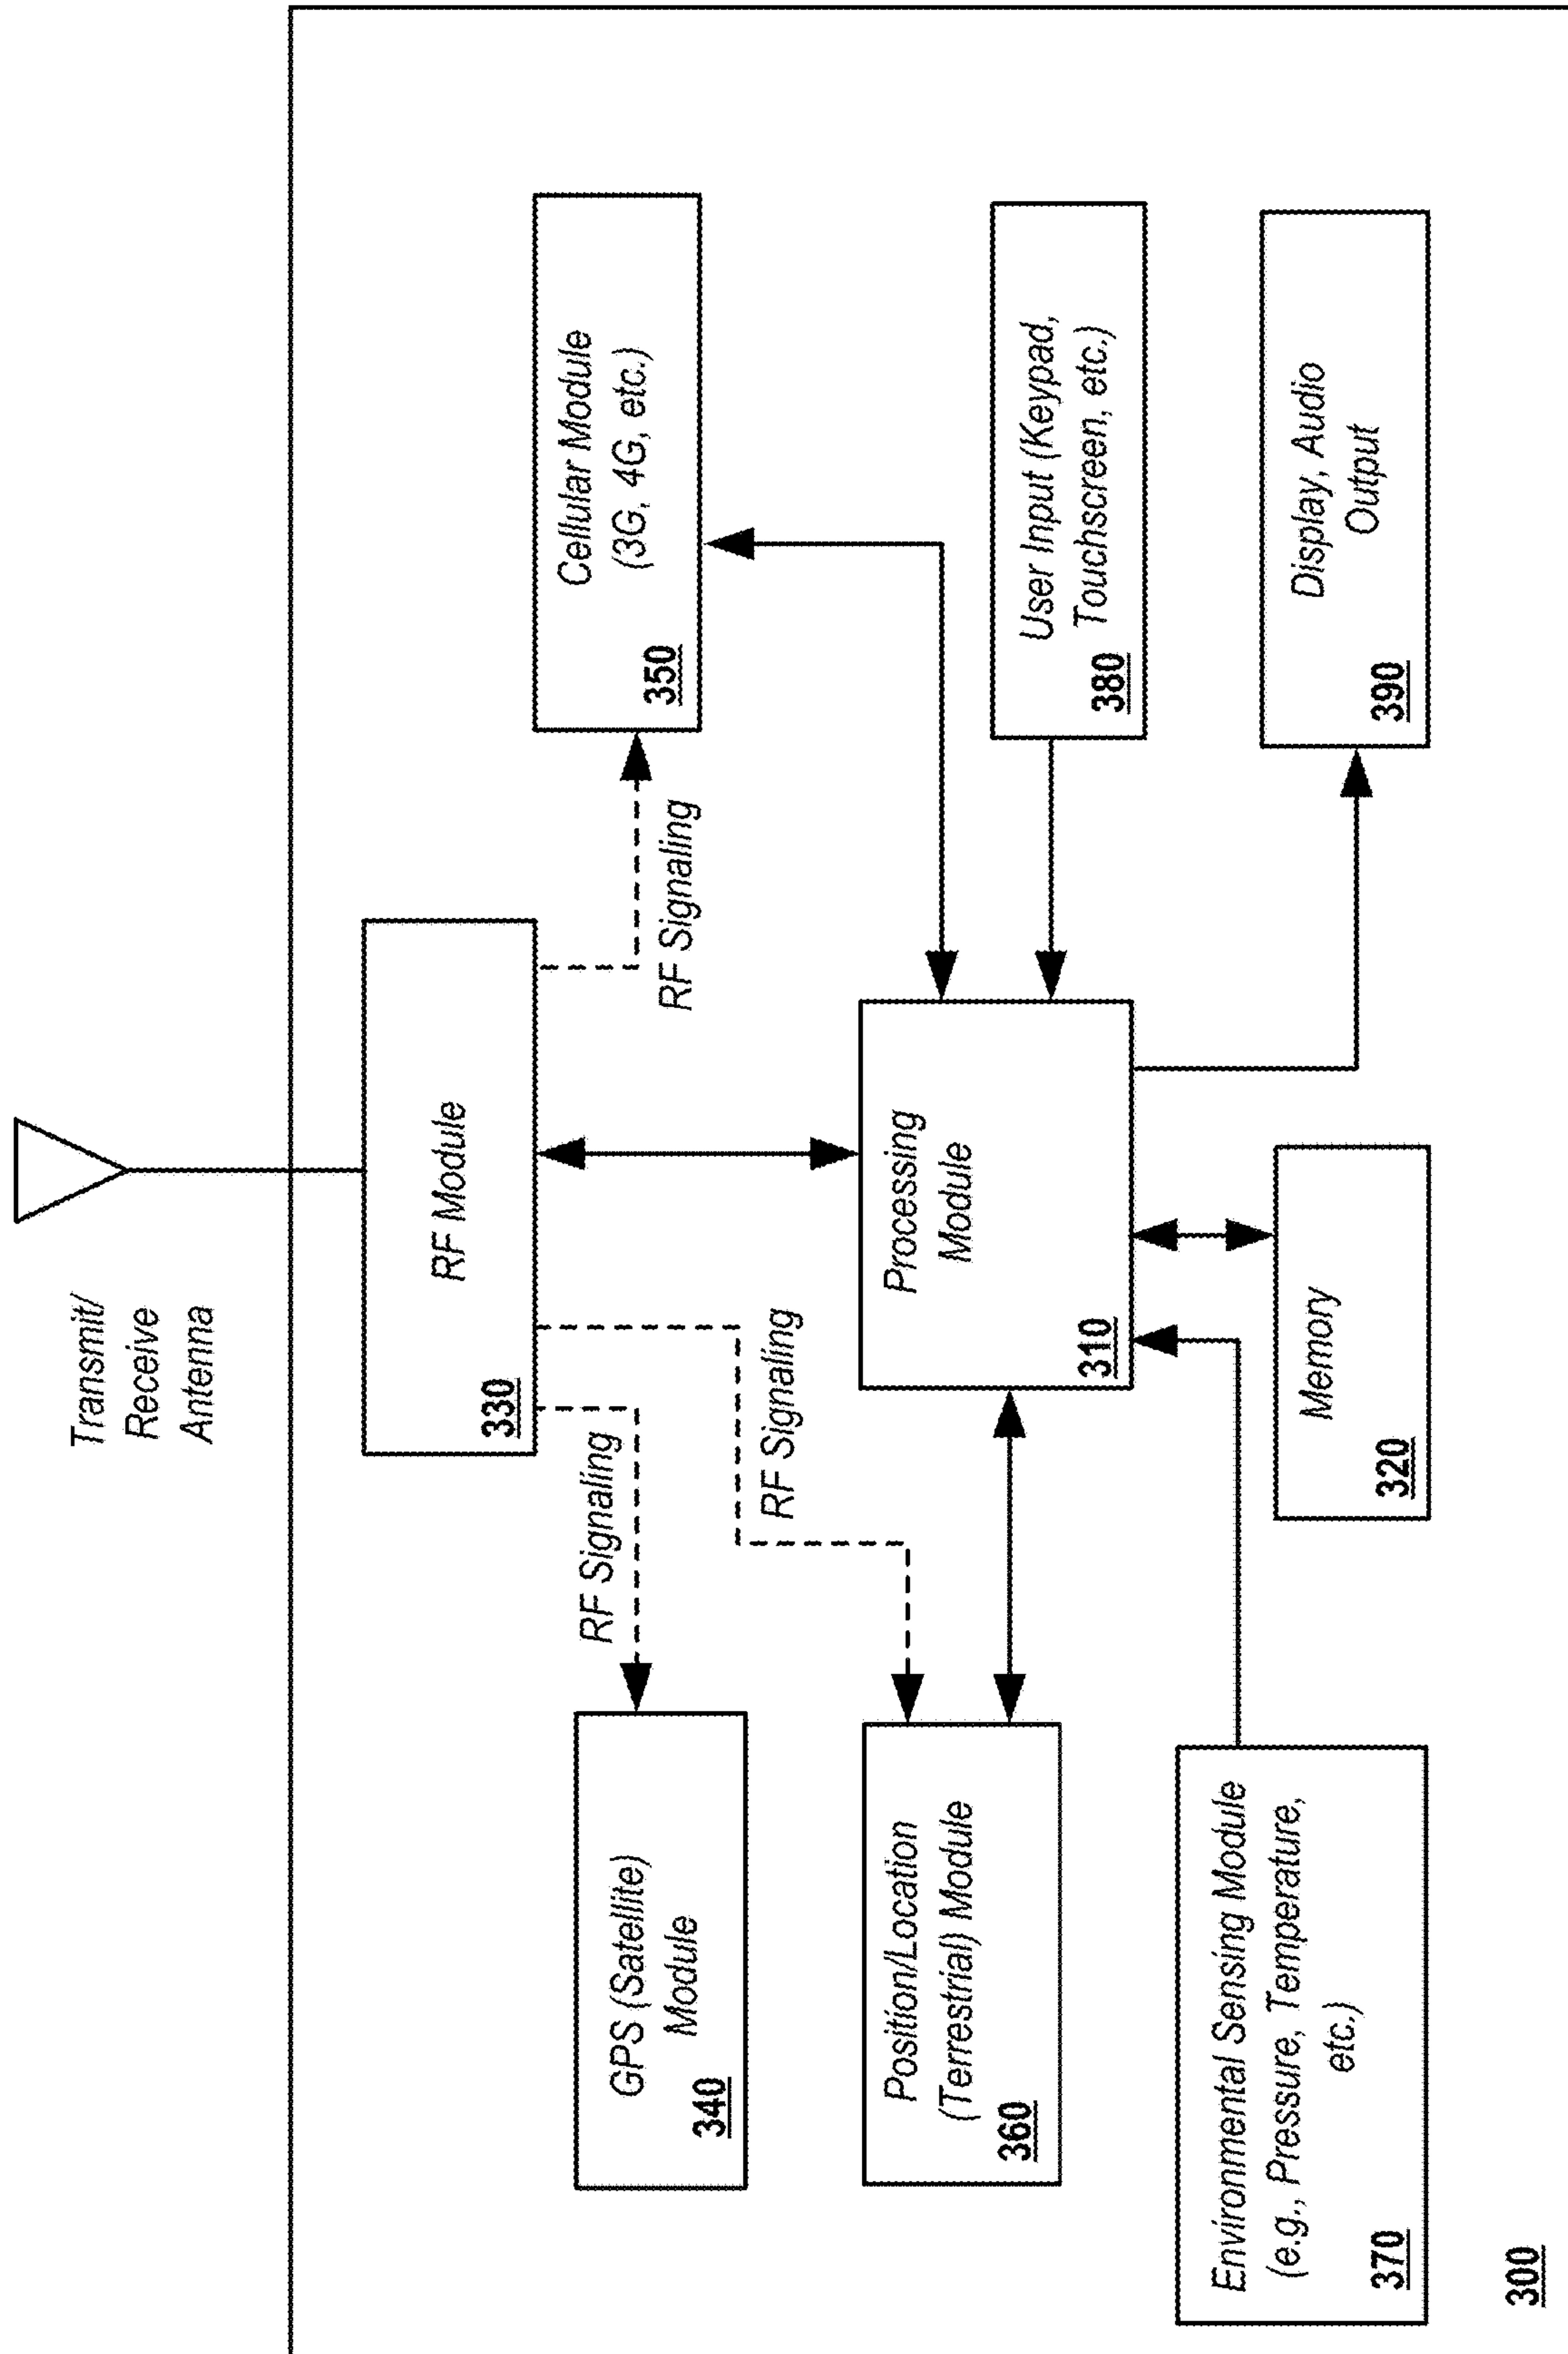 Transmit/
Receive
Antenna
RF Module
330
RF Signaling
RF Signaling
RF Signaling
GPS (Satellite)
Module
340
Cellular Module
(3G, 4G, etc.)
350
Position/Location
(Terrestrial) Module
360
Processing
Module
310
User Input (Keypad,
Touchscreen, etc.)
380
Environmental Sensing Module
(e.g., Pressure, Temperature,
etc.)
370
Memory
320
Display, Audio
Output
390
300